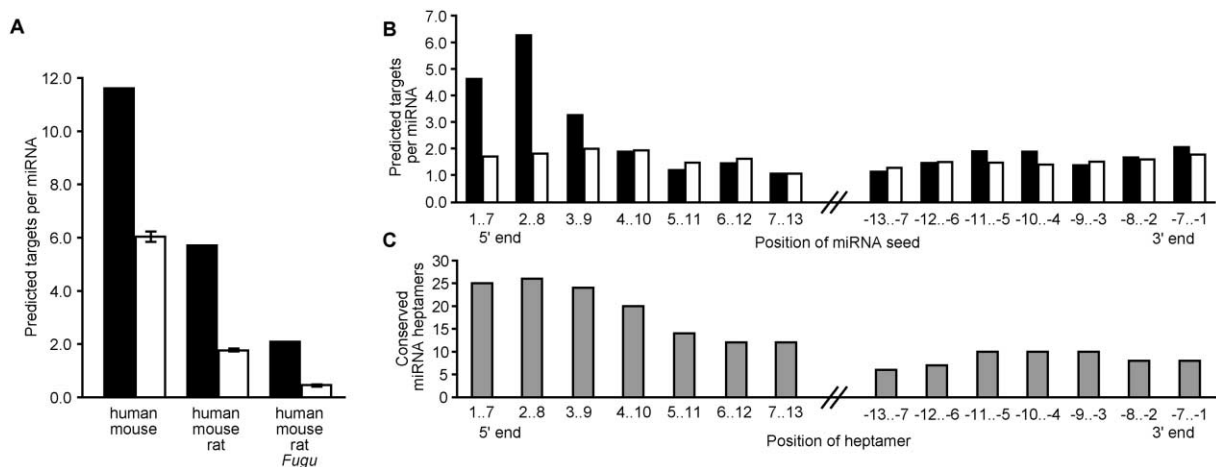 A
Predicted targets per miRNA
12.0
10.0
8.0
6.0
4.0
2.0
0.0
human
mouse
human
mouse
rat
human
mouse
rat
Fugu
B
Predicted targets
per miRNA
7.0
6.0
5.0
4.0
3.0
2.0
1.0
0.0
1..7 2..8 3..9 4..10 5..11 6..12 7..13 -13..-7 -12..-6 -11..-5 -10..-4 -9..-3 -8..-2 -7..-1
5' end Position of miRNA seed 3' end
C
Conserved
miRNA heptamers
30
25
20
15
10
5
0
1..7 2..8 3..9 4..10 5..11 6..12 7..13 -13..-7 -12..-6 -11..-5 -10..-4 -9..-3 -8..-2 -7..-1
5' end Position of heptamer 3' end